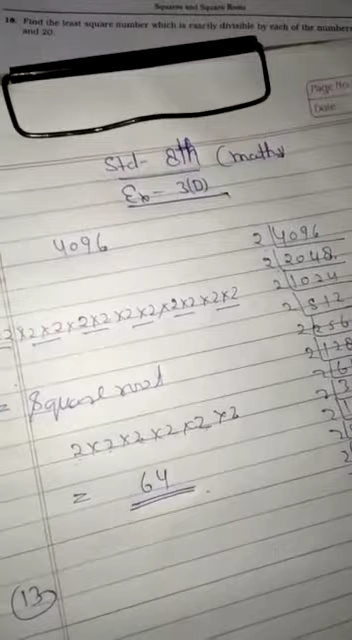 Squares and Square Roots
18. Find the least square number which is exactly divisible by each of the numbers
and 20.
Page No
Date
Std- 8th (maths)
Ex- 3(D)
4096
2 4096
2 2048
2 1024
2 512
2 256
2 128
2×2×2×2×2×2×2×2×2×2
= Square root
2×2×2×2×2×2
= 64
13